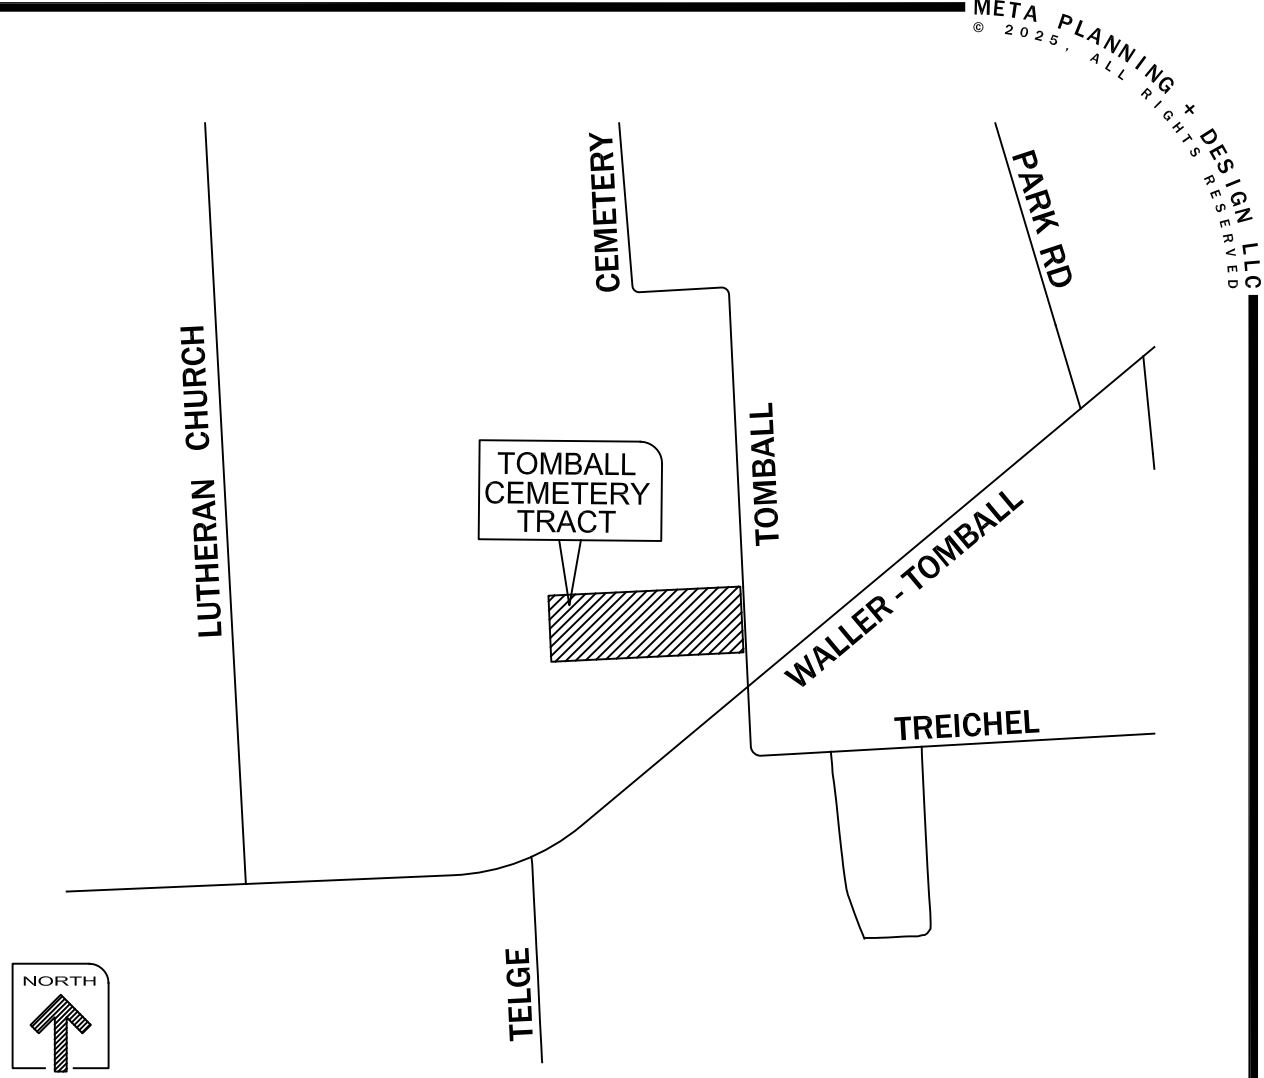 META PLANNING + DESIGN LLC
© 2025, ALL RIGHTS RESERVED
CEMETERY
PARK RD
LUTHERAN CHURCH
TOMBALL
TOMBALL
CEMETERY
TRACT
WALLER - TOMBALL
TREICHEL
TELGE
NORTH